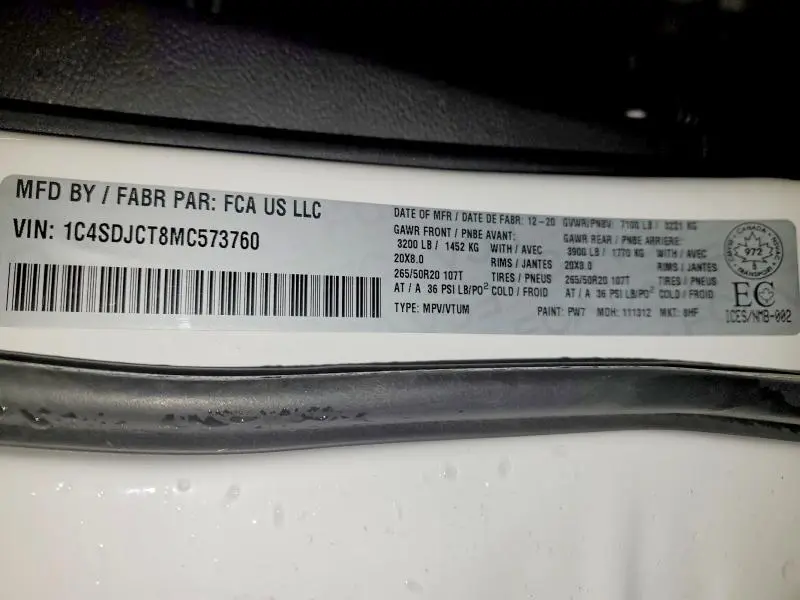 MFD BY / FABR PAR: FCA US LLC
VIN: 1C4SDJCT8MC573760
DATE OF MFR / DATE DE FABR: 12-20 GVWR/PNBV: 7100 LB / 3221 KG
GAWR FRONT / PNBE AVANT: GAWR REAR / PNBE ARRIERE:
3200 LB / 1452 KG WITH / AVEC 3900 LB / 1770 KG WITH / AVEC
20X8.0 RIMS / JANTES 20X8.0 RIMS / JANTES
265/50R20 107T TIRES / PNEUS 265/50R20 107T TIRES / PNEUS
AT / A 36 PSI LB/PO² COLD / FROID AT / A 36 PSI LB/PO² COLD / FROID
TYPE: MPV/VTUM PAINT: PW7 MDH: 111312 MKT: 8HF
CANADA
972
TRANSPORT
EC
ICES/NMB-002